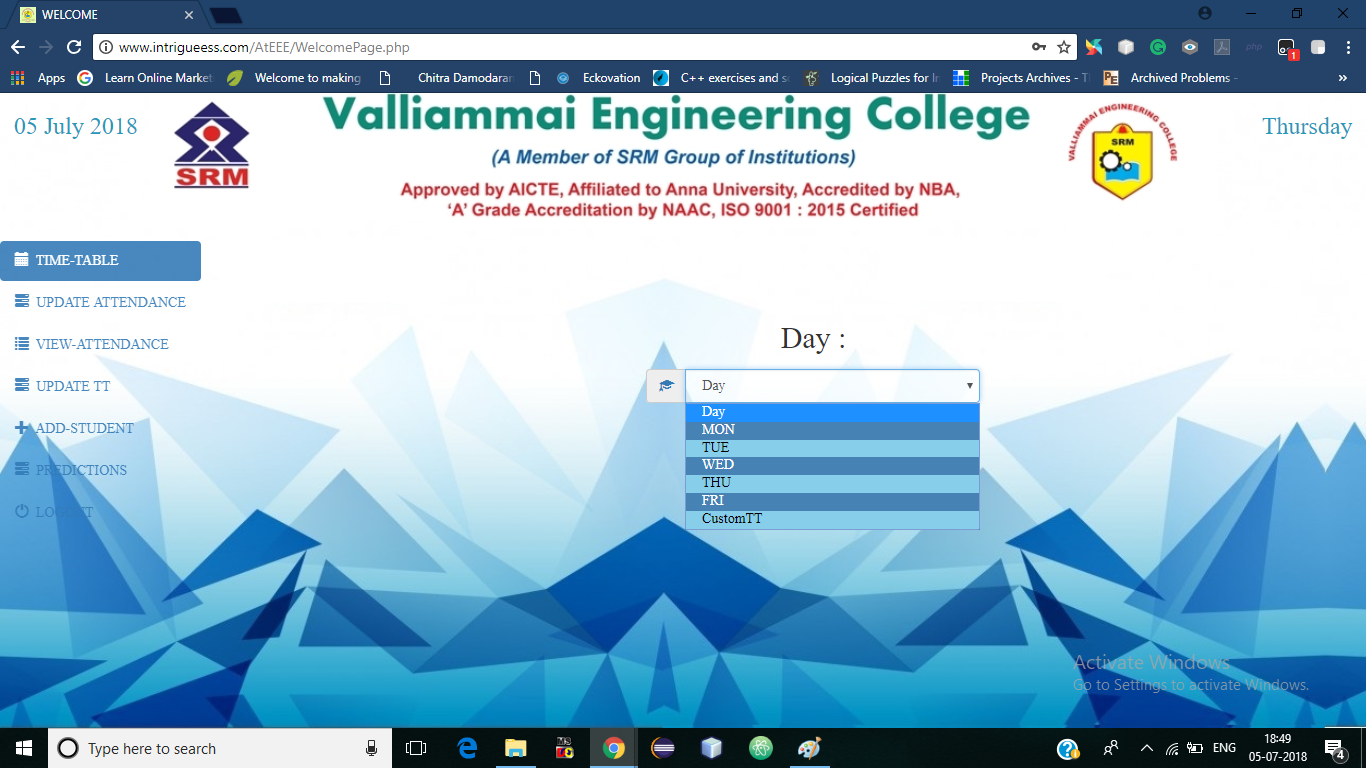 WELCOME
www.intrigueess.com/AtEEE/WelcomePage.php
php
1
Apps
Learn Online Market
Welcome to making
Chitra Damodaran
Eckovation
C++ exercises and s
Logical Puzzles for I
Projects Archives - T
Archived Problems -
»
05 July 2018
SRM
Valliammai Engineering College
(A Member of SRM Group of Institutions)
Approved by AICTE, Affiliated to Anna University, Accredited by NBA,
‘A’ Grade Accreditation by NAAC, ISO 9001 : 2015 Certified
VALLIAMMAI ENGINEERING COLLEGE
SRM
Thursday
TIME-TABLE
UPDATE ATTENDANCE
VIEW-ATTENDANCE
UPDATE TT
ADD-STUDENT
PREDICTIONS
LOGOUT
Day :
Day
Day
MON
TUE
WED
THU
FRI
CustomTT
Activate Windows
Go to Settings to activate Windows.
Type here to search
ENG
18:49
05-07-2018
4